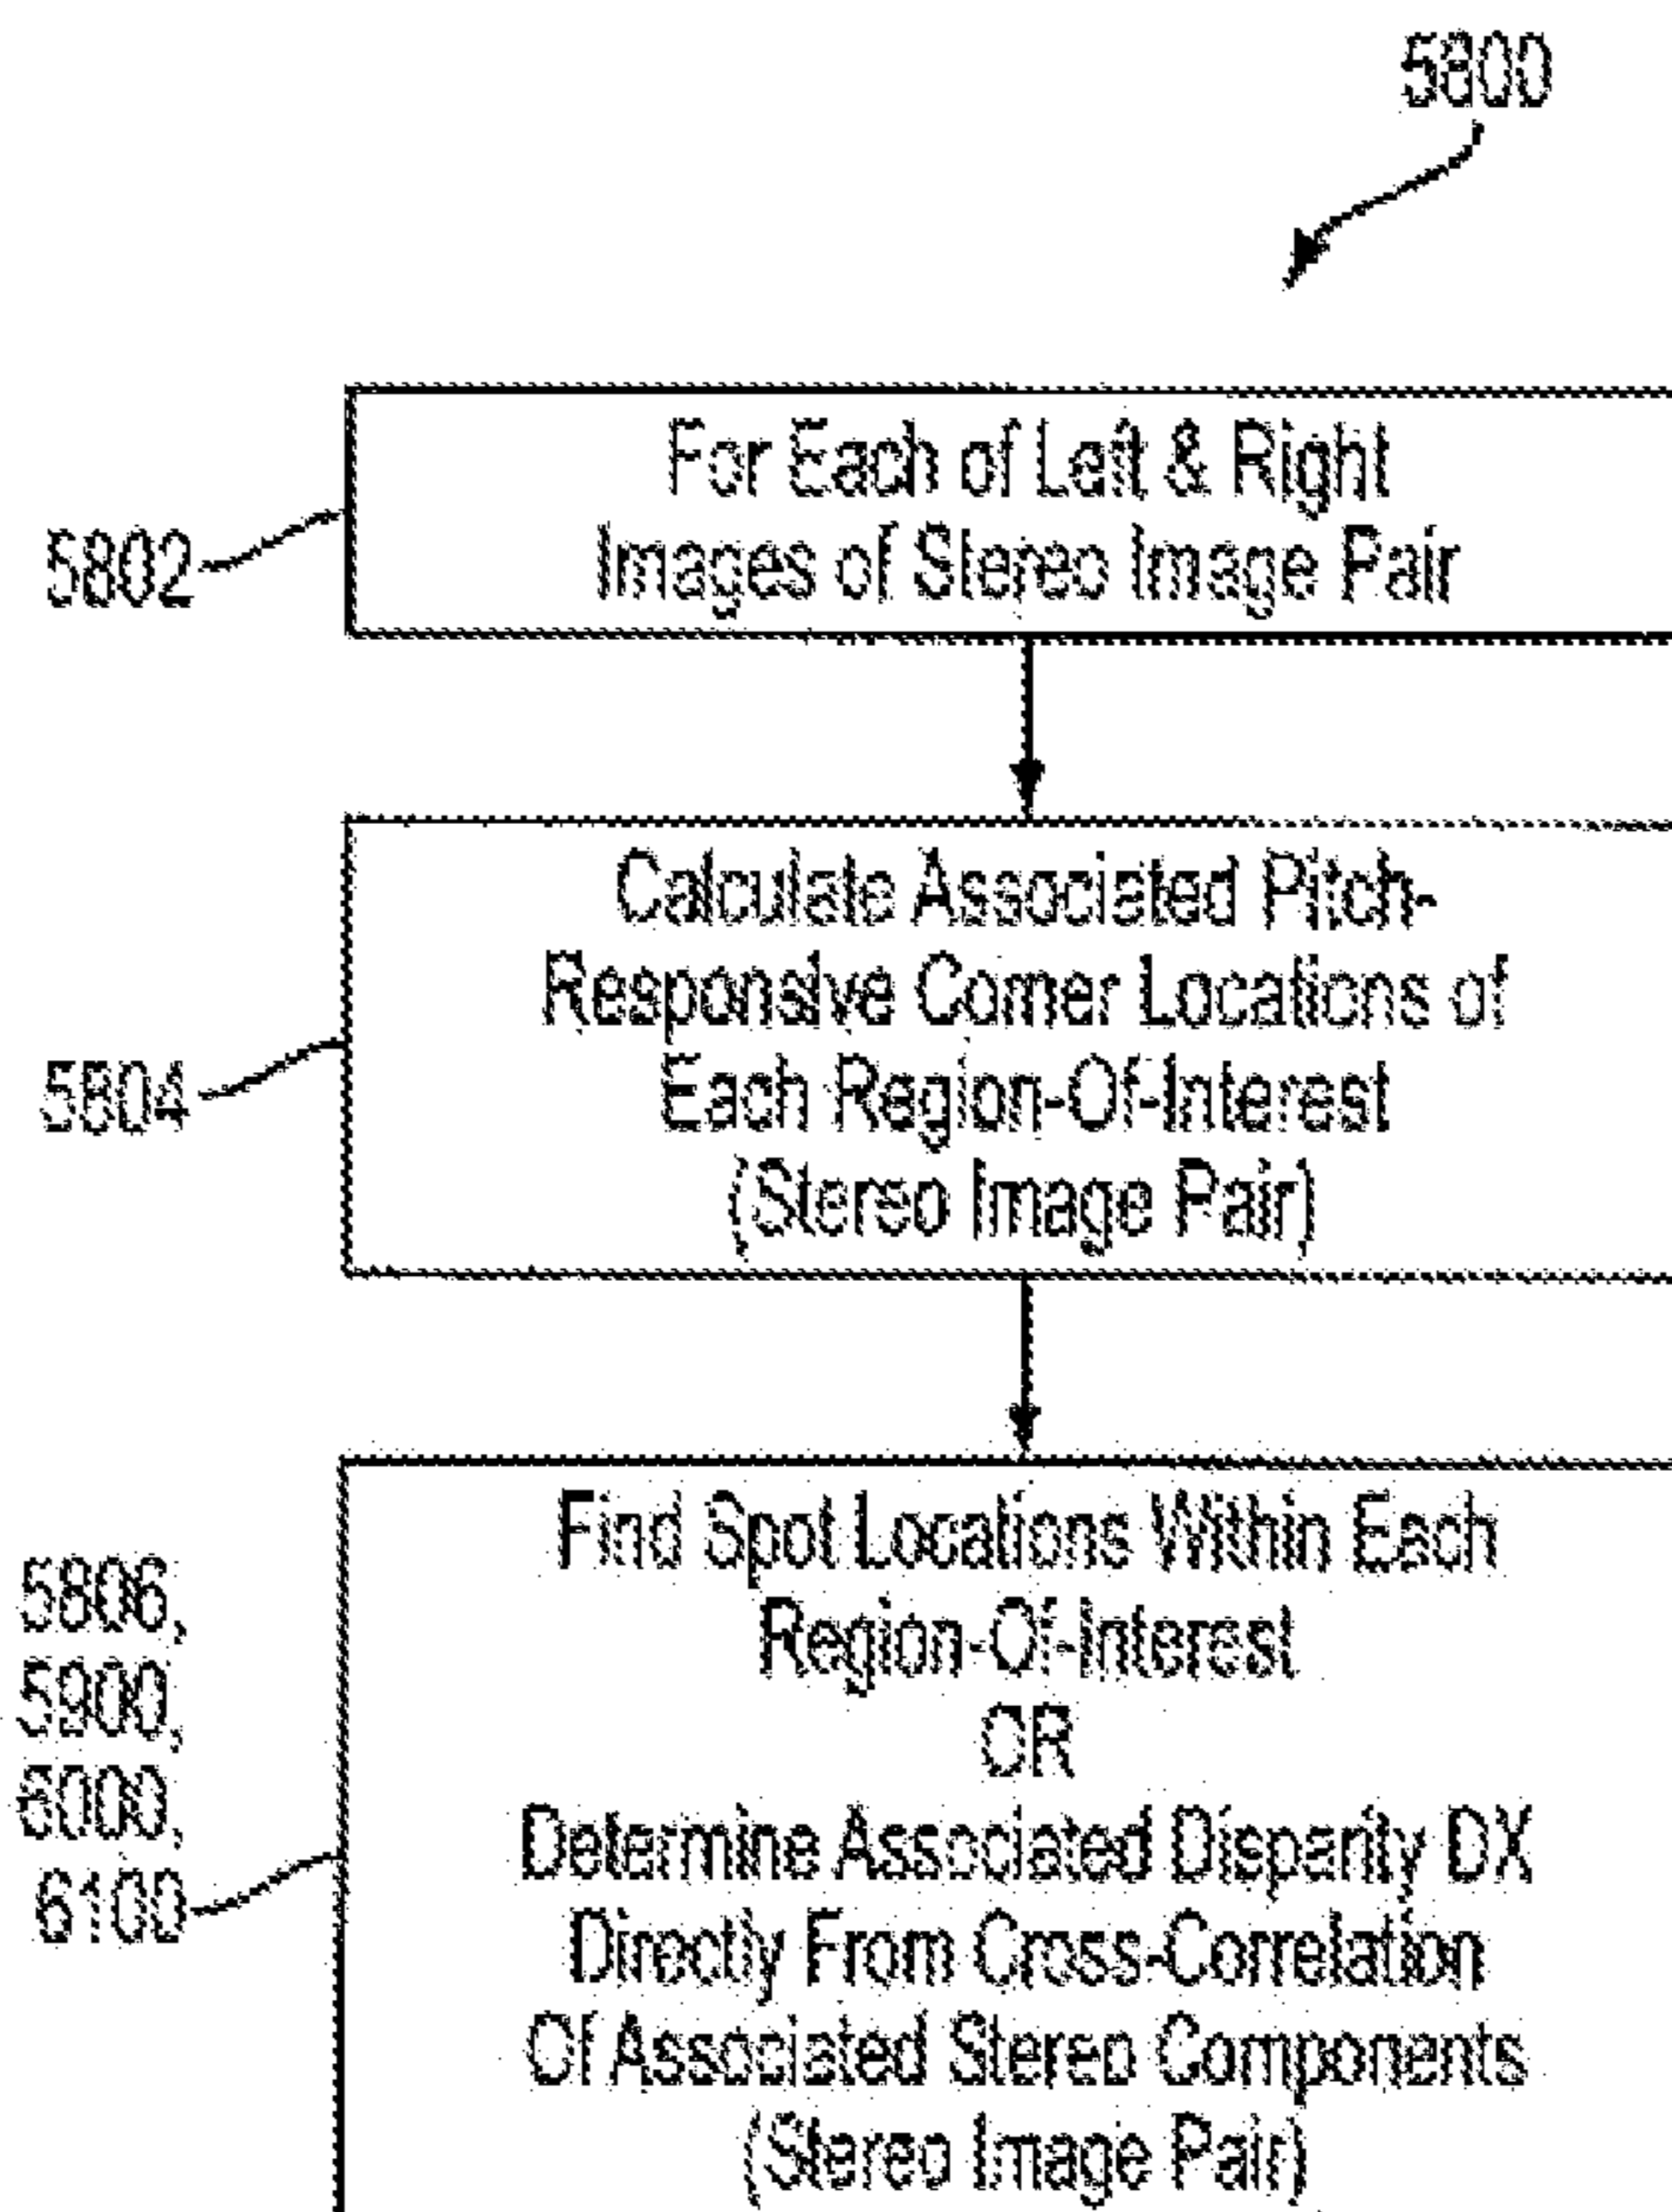 5800
5802
For Each of Left & Right
Images of Stereo Image Pair
5804
Calculate Associated Pitch-
Responsive Corner Locations of
Each Region-Of-Interest
(Stereo Image Pair)
5806,
5900,
6000,
6100
Find Spot Locations Within Each
Region-Of-Interest
OR
Determine Associated Disparity DX
Directly From Cross-Correlation
Of Associated Stereo Components
(Stereo Image Pair)